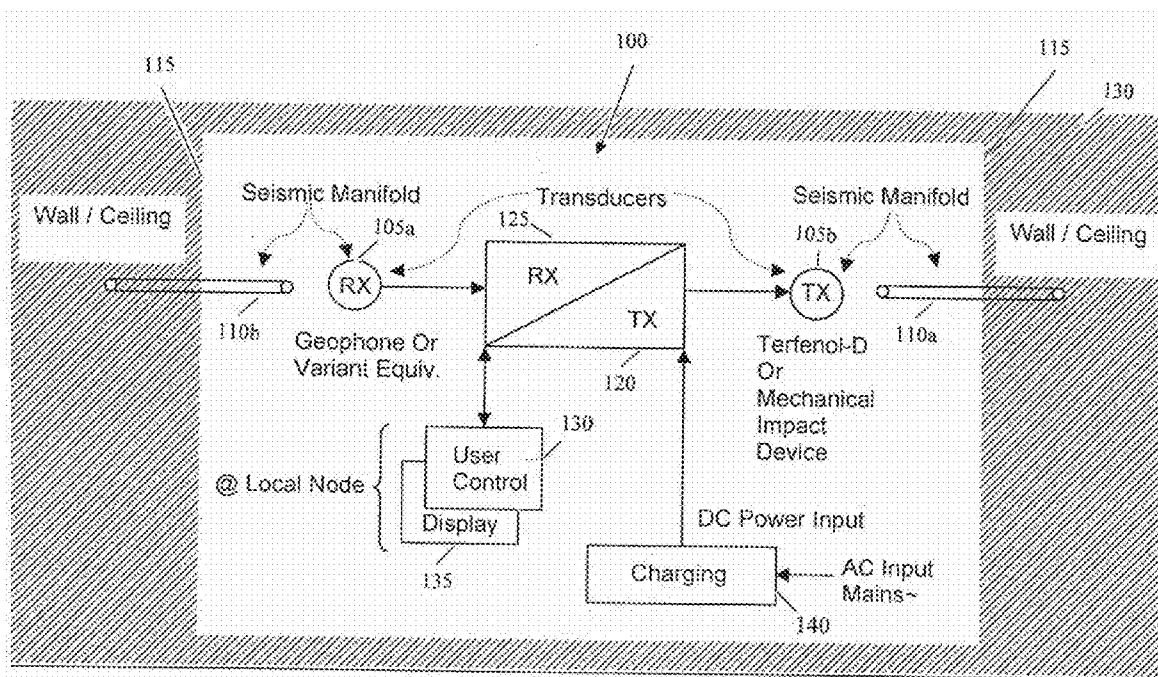 100
115
115
130
Seismic Manifold
Transducers
Seismic Manifold
Wall / Ceiling
105a
125
105b
Wall / Ceiling
RX
RX
TX
TX
110b
110a
Geophone Or
Variant Equiv.
120
Terfenol-D
Or
Mechanical
Impact
Device
130
@ Local Node
User
Control
Display
135
DC Power Input
Charging
AC Input
Mains~
140